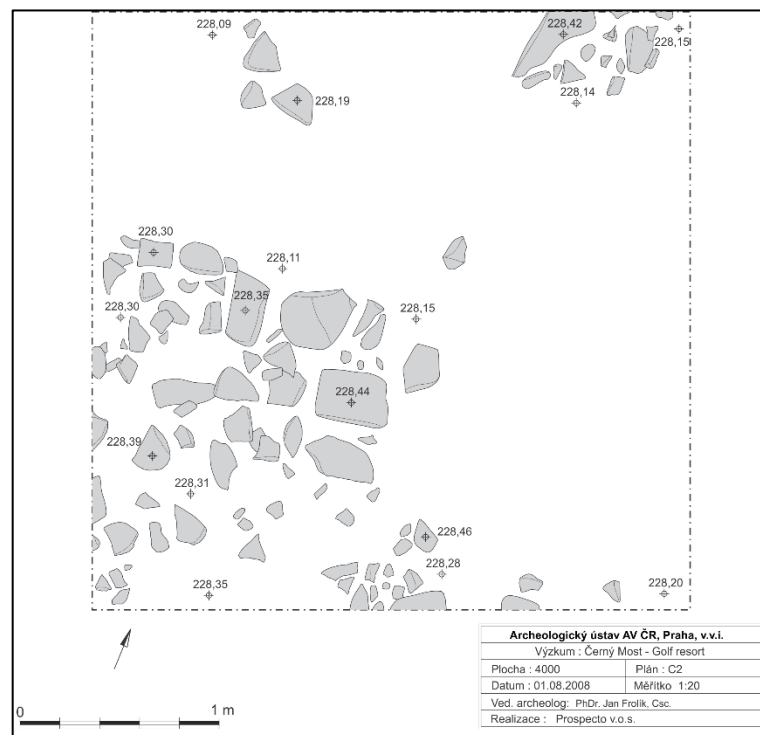 228,09
228,42
228,15
228,19
228,14
228,30
228,11
228,35
228,30
228,15
228,44
228,39
228,31
228,46
228,28
228,35
228,20
0
1 m
Archeologický ústav AV ČR, Praha, v.v.i.
Výzkum : Černý Most - Golf resort
Plocha : 4000 Plán : C2
Datum : 01.08.2008 Měřítko 1:20
Ved. archeolog: PhDr. Jan Frolík, Csc.
Realizace : Prospecto v.o.s.